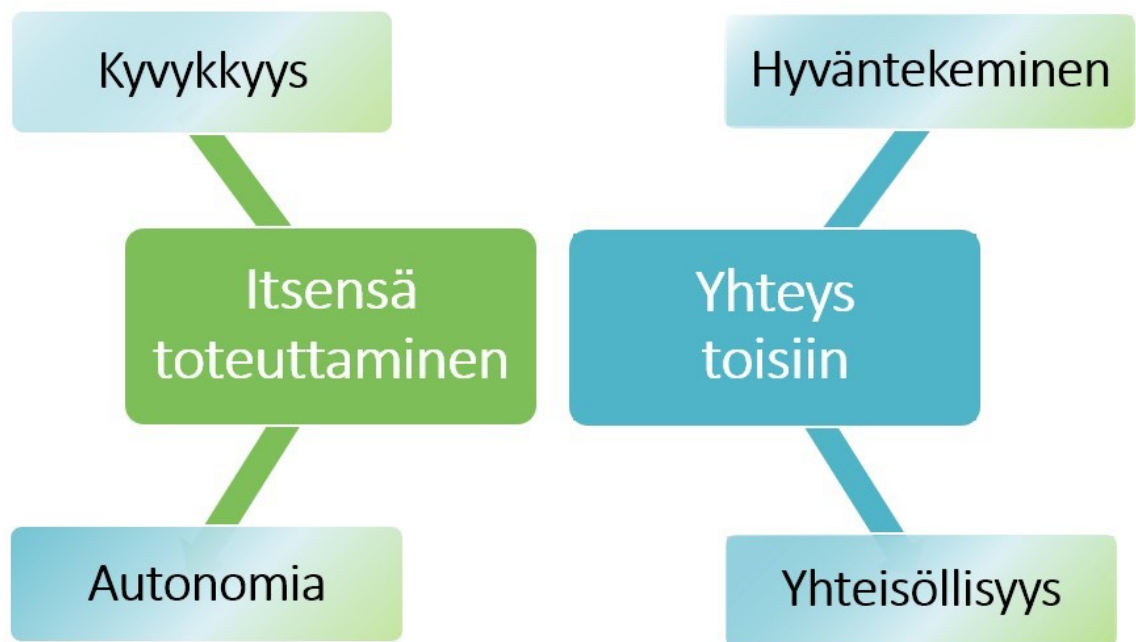 Kyvykkyys
Hyväntekeminen
Itsensä
toteuttaminen
Yhteys
toisiin
Autonomia
Yhteisöllisyys